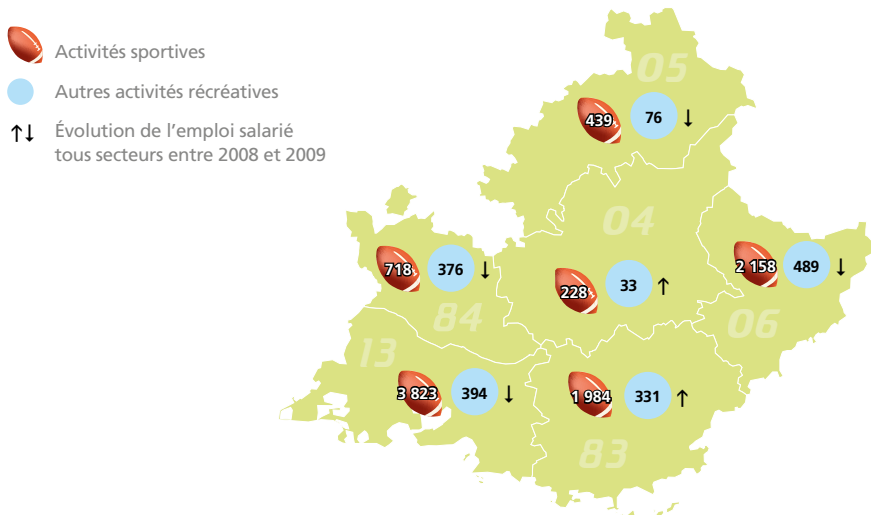 Activités sportives
Autres activités récréatives
↑↓ Évolution de l'emploi salarié
tous secteurs entre 2008 et 2009
05
439 76 ↓
04
228 33 ↑
718 376 ↓
84
2 158 489 ↓
06
13
3 823 394 ↓
1 984 331 ↑
83